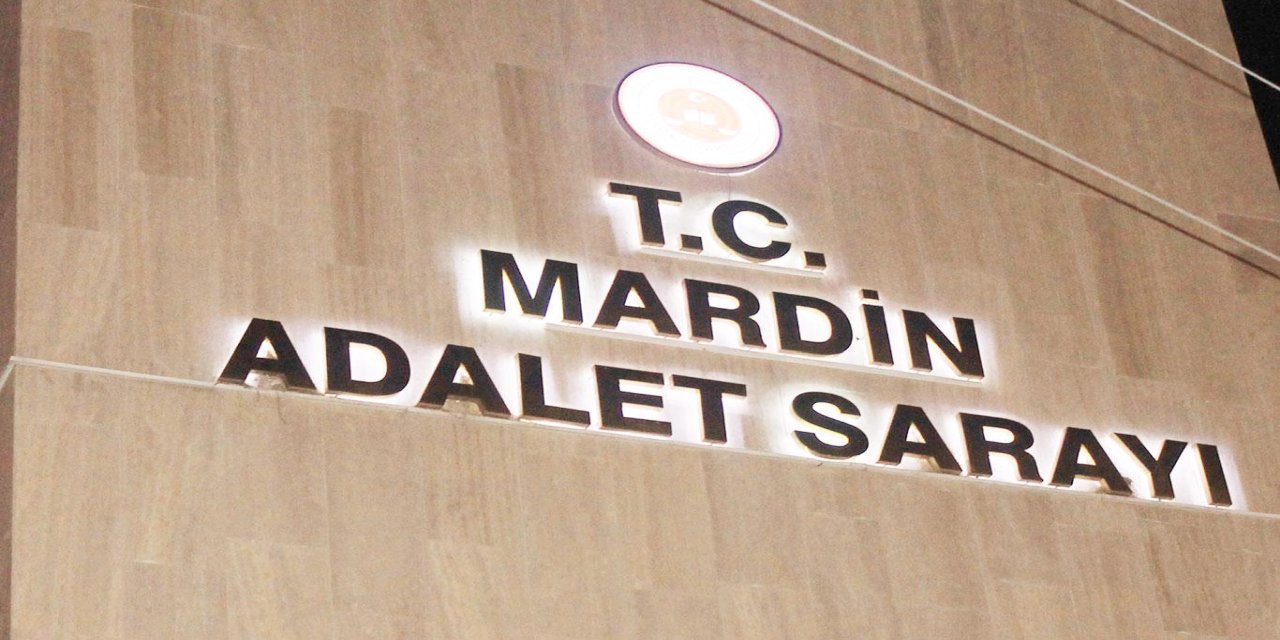 T.C.
MARDİN
ADALET SARAYI